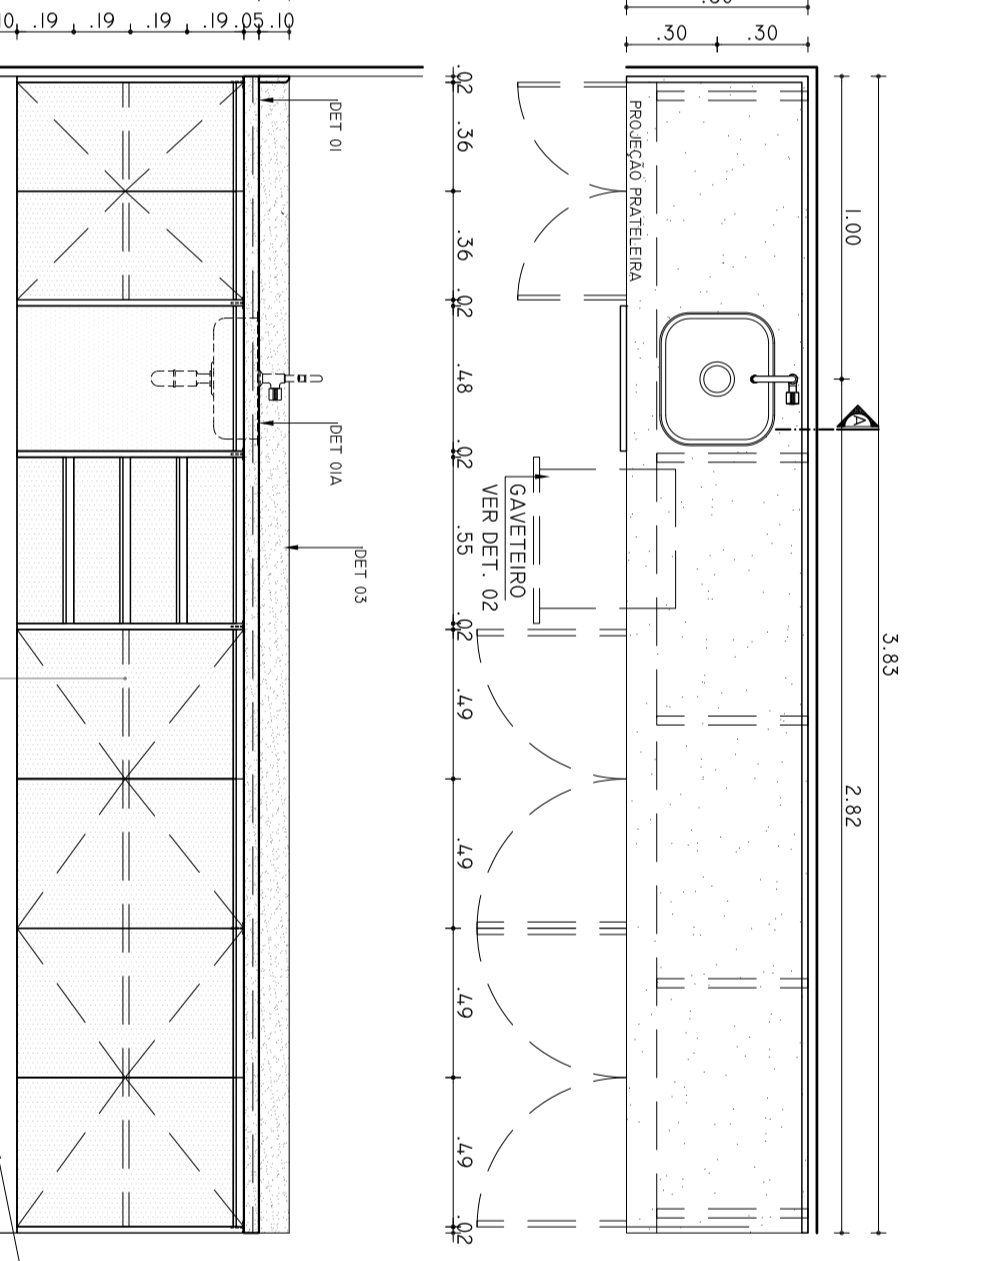 .19 .19 .19 .19 .05 .10
.30 .30
.02
.36
.36
.02
.48
.02
.55
.02
.49
.49
.49
.49
.02
DET 01
DET 01A
DET 03
PROJEÇÃO PRATELEIRA
GAVETEIRO
VER DET. 02
1.00
2.82
3.83
A